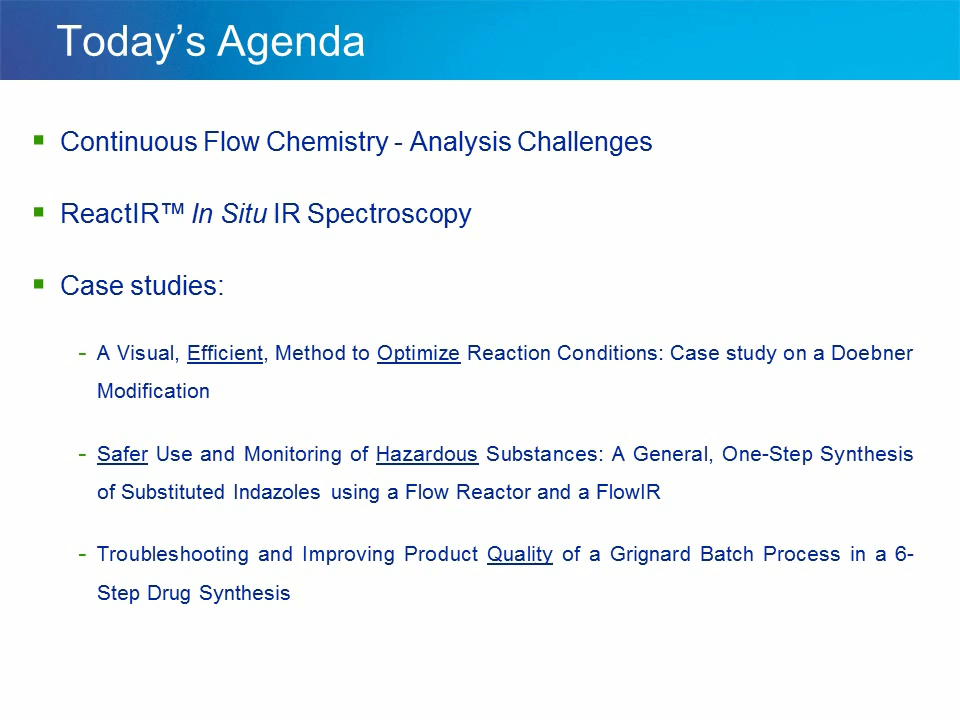 Today’s Agenda
Continuous Flow Chemistry - Analysis Challenges
ReactIR™ In Situ IR Spectroscopy
Case studies:
- A Visual, Efficient, Method to Optimize Reaction Conditions: Case study on a Doebner
Modification
- Safer Use and Monitoring of Hazardous Substances: A General, One-Step Synthesis
of Substituted Indazoles using a Flow Reactor and a FlowIR
- Troubleshooting and Improving Product Quality of a Grignard Batch Process in a 6-
Step Drug Synthesis